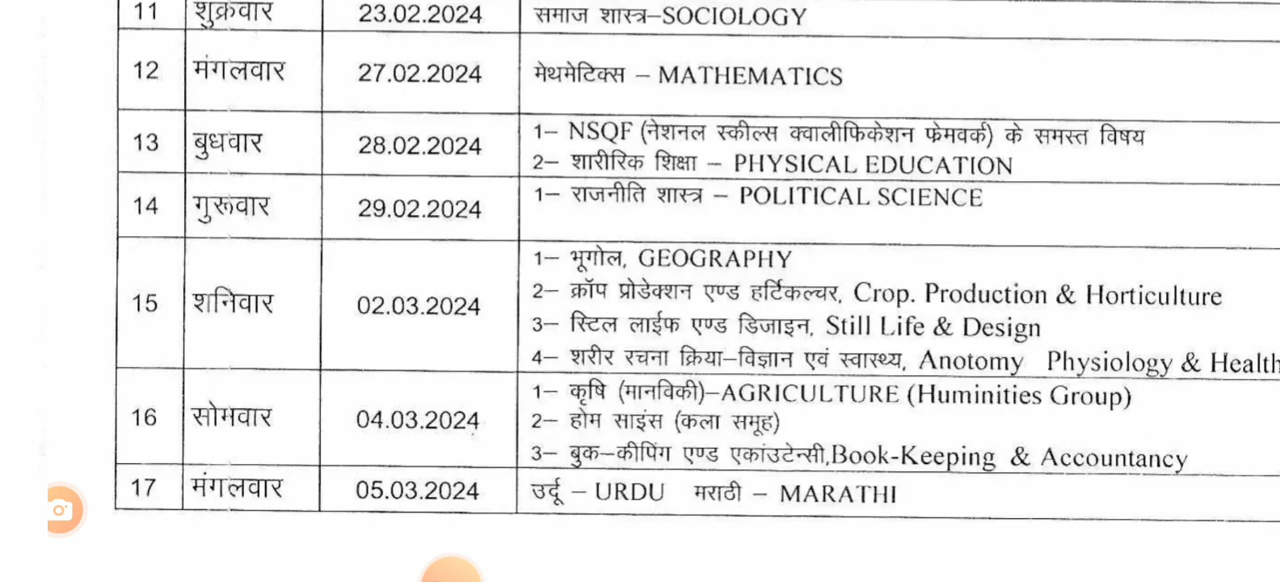 11 शुक्रवार 23.02.2024 समाज शास्त्र–SOCIOLOGY
12 मंगलवार 27.02.2024 मेथमेटिक्स – MATHEMATICS
13 बुधवार 28.02.2024 1– NSQF (नेशनल स्कील्स क्वालीफिकेशन फेमवर्क) के समस्त विषय
2– शारीरिक शिक्षा – PHYSICAL EDUCATION
14 गुरूवार 29.02.2024 1– राजनीति शास्त्र – POLITICAL SCIENCE
15 शनिवार 02.03.2024 1– भूगोल, GEOGRAPHY
2– क्रॉप प्रोडेक्शन एण्ड हर्टिकल्चर, Crop. Production & Horticulture
3– स्टिल लाईफ एण्ड डिजाइन, Still Life & Design
4– शरीर रचना क्रिया–विज्ञान एवं स्वास्थ्य, Anotomy Physiology & Health
16 सोमवार 04.03.2024 1– कृषि (मानविकी)–AGRICULTURE (Huminities Group)
2– होम साइंस (कला समूह)
3– बुक–कीपिंग एण्ड एकांउटेन्सी,Book-Keeping & Accountancy
17 मंगलवार 05.03.2024 उर्दू – URDU मराठी – MARATHI